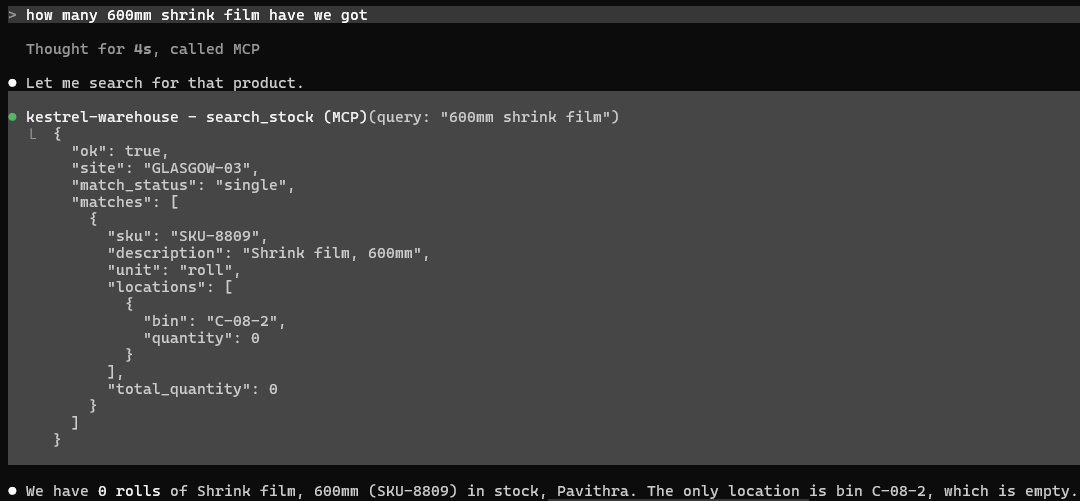 > how many 600mm shrink film have we got
Thought for 4s, called MCP
● Let me search for that product.
● kestrel-warehouse - search_stock (MCP)(query: "600mm shrink film")
└ {
"ok": true,
"site": "GLASGOW-03",
"match_status": "single",
"matches": [
{
"sku": "SKU-8809",
"description": "Shrink film, 600mm",
"unit": "roll",
"locations": [
{
"bin": "C-08-2",
"quantity": 0
}
],
"total_quantity": 0
}
]
}
● We have 0 rolls of Shrink film, 600mm (SKU-8809) in stock, Pavithra. The only location is bin C-08-2, which is empty.